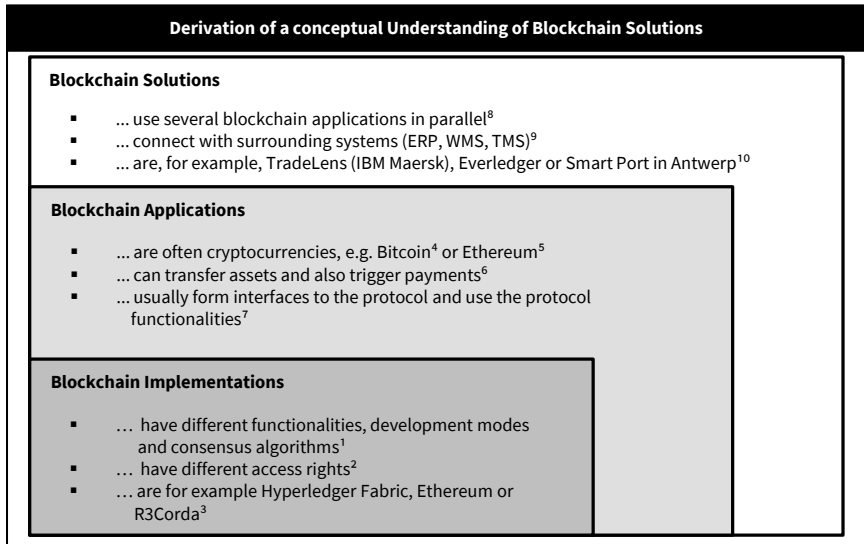 Derivation of a conceptual Understanding of Blockchain Solutions
Blockchain Solutions
▪ ... use several blockchain applications in parallel⁸
▪ ... connect with surrounding systems (ERP, WMS, TMS)⁹
▪ ... are, for example, TradeLens (IBM Maersk), Everledger or Smart Port in Antwerp¹⁰
Blockchain Applications
▪ ... are often cryptocurrencies, e.g. Bitcoin⁴ or Ethereum⁵
▪ ... can transfer assets and also trigger payments⁶
▪ ... usually form interfaces to the protocol and use the protocol
functionalities⁷
Blockchain Implementations
▪ … have different functionalities, development modes
and consensus algorithms¹
▪ … have different access rights²
▪ … are for example Hyperledger Fabric, Ethereum or
R3Corda³